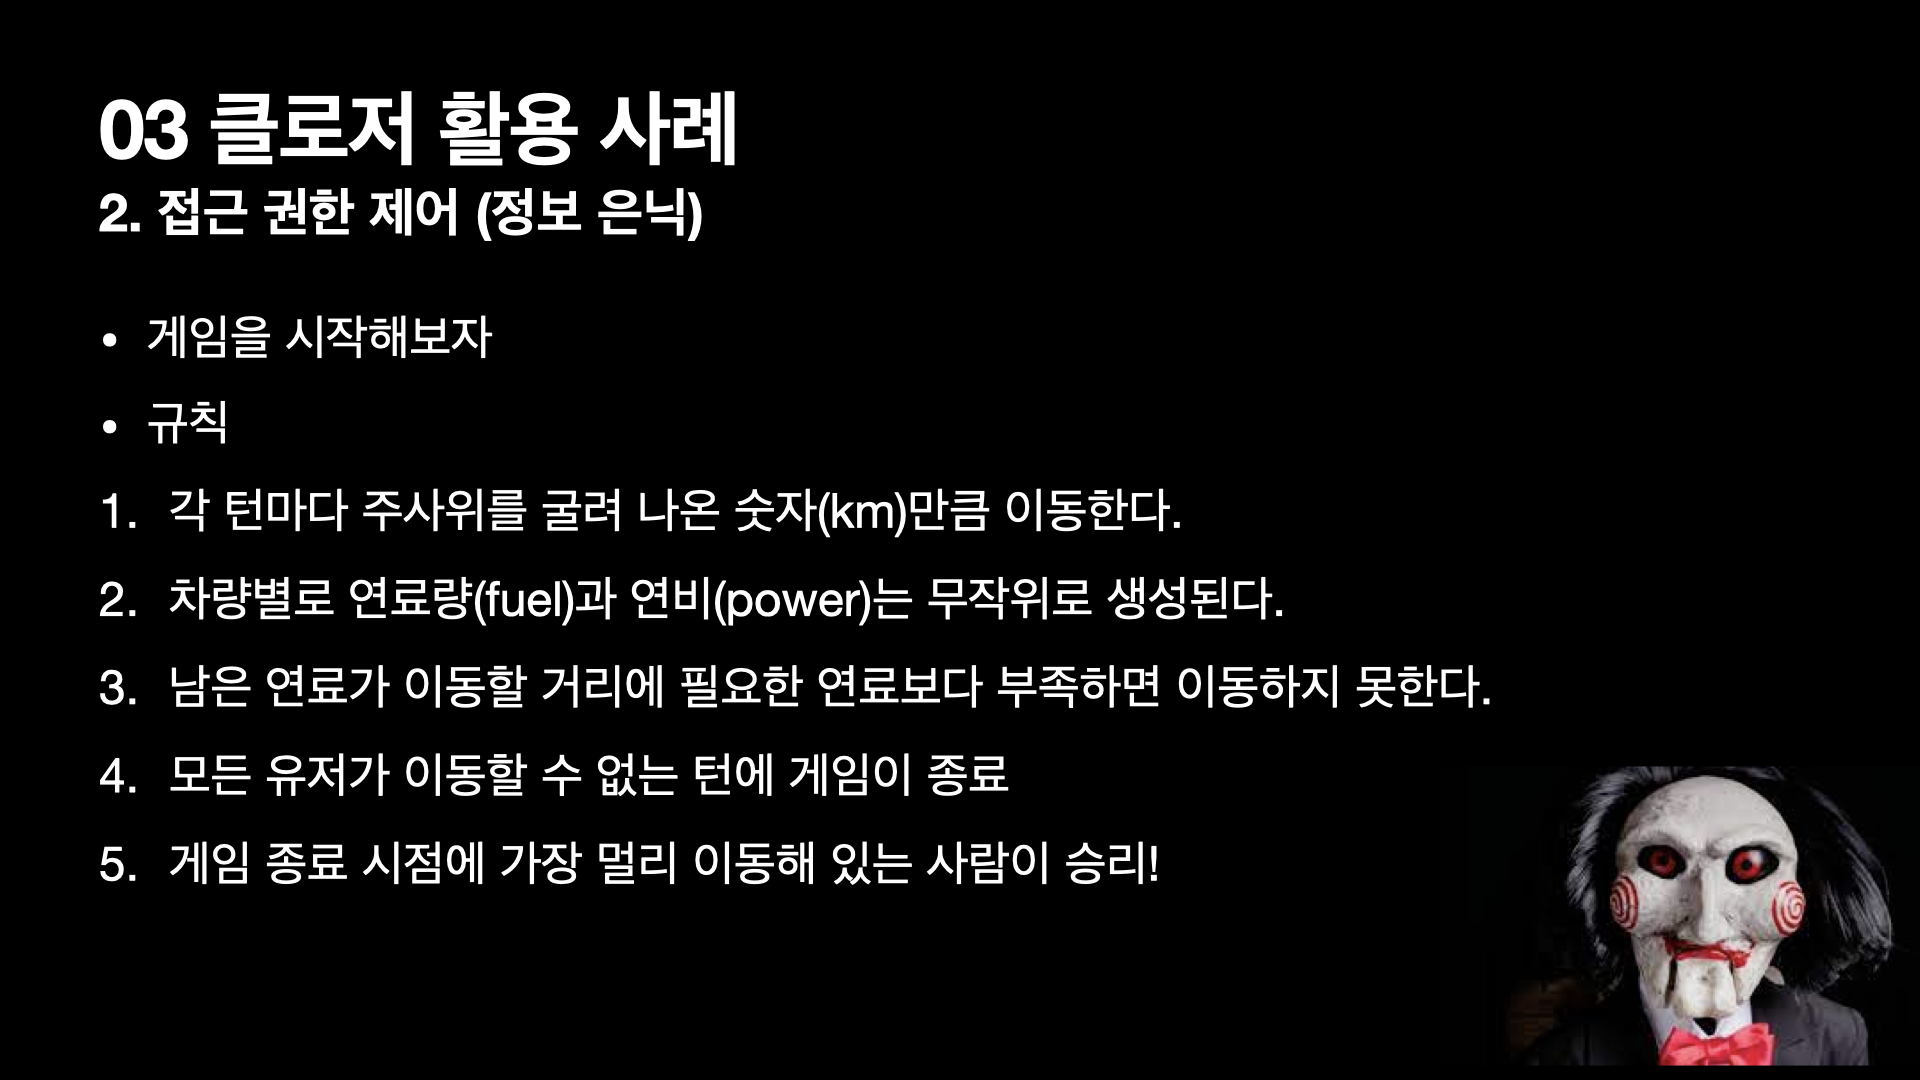 03 클로저 활용 사례
2. 접근 권한 제어 (정보 은닉)
• 게임을 시작해보자
• 규칙
1. 각 턴마다 주사위를 굴려 나온 숫자(km)만큼 이동한다.
2. 차량별로 연료량(fuel)과 연비(power)는 무작위로 생성된다.
3. 남은 연료가 이동할 거리에 필요한 연료보다 부족하면 이동하지 못한다.
4. 모든 유저가 이동할 수 없는 턴에 게임이 종료
5. 게임 종료 시점에 가장 멀리 이동해 있는 사람이 승리!